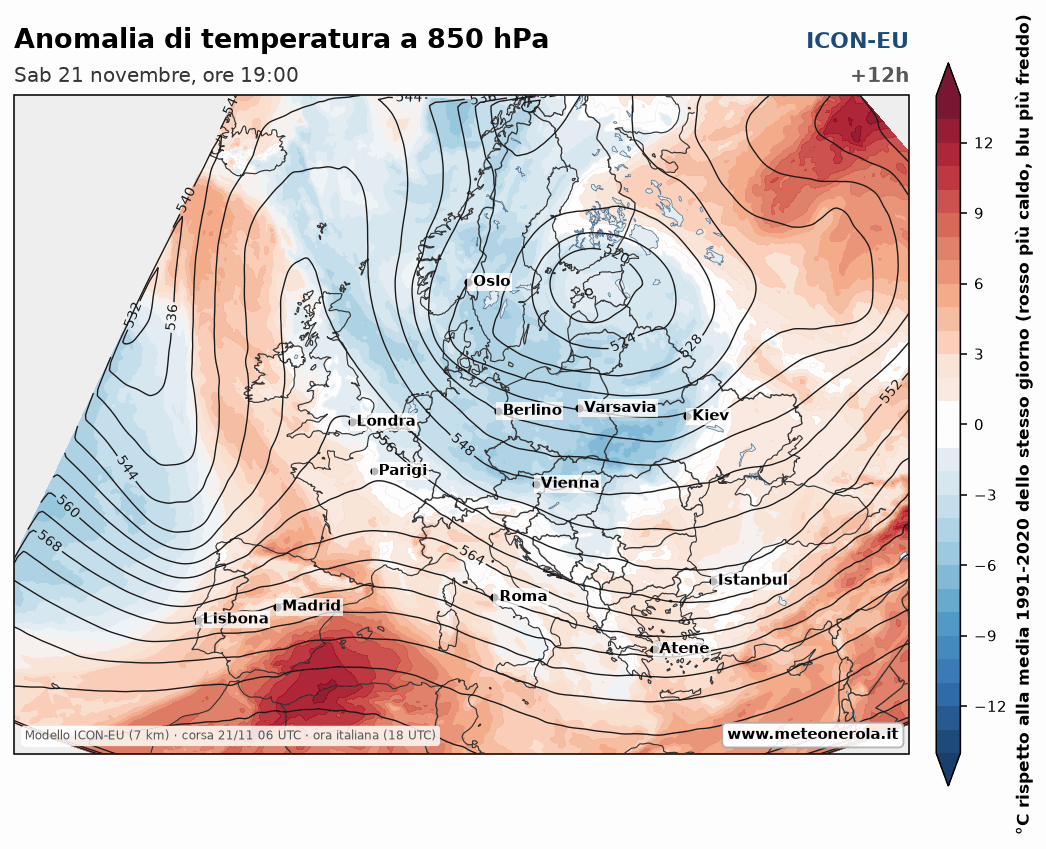 Anomalia di temperatura a 850 hPa
ICON-EU
Sab 21 novembre, ore 19:00
+12h
544
540
532
536
544
560
568
Oslo
528
552
Berlino
Varsavia
Kiev
Londra
548
Parigi
Vienna
564
Istanbul
Roma
Madrid
Lisbona
Atene
Modello ICON-EU (7 km) · corsa 21/11 06 UTC · ora italiana (18 UTC)
www.meteonerola.it
12
9
6
3
0
−3
−6
−9
−12
°C rispetto alla media 1991-2020 dello stesso giorno (rosso più caldo, blu più freddo)